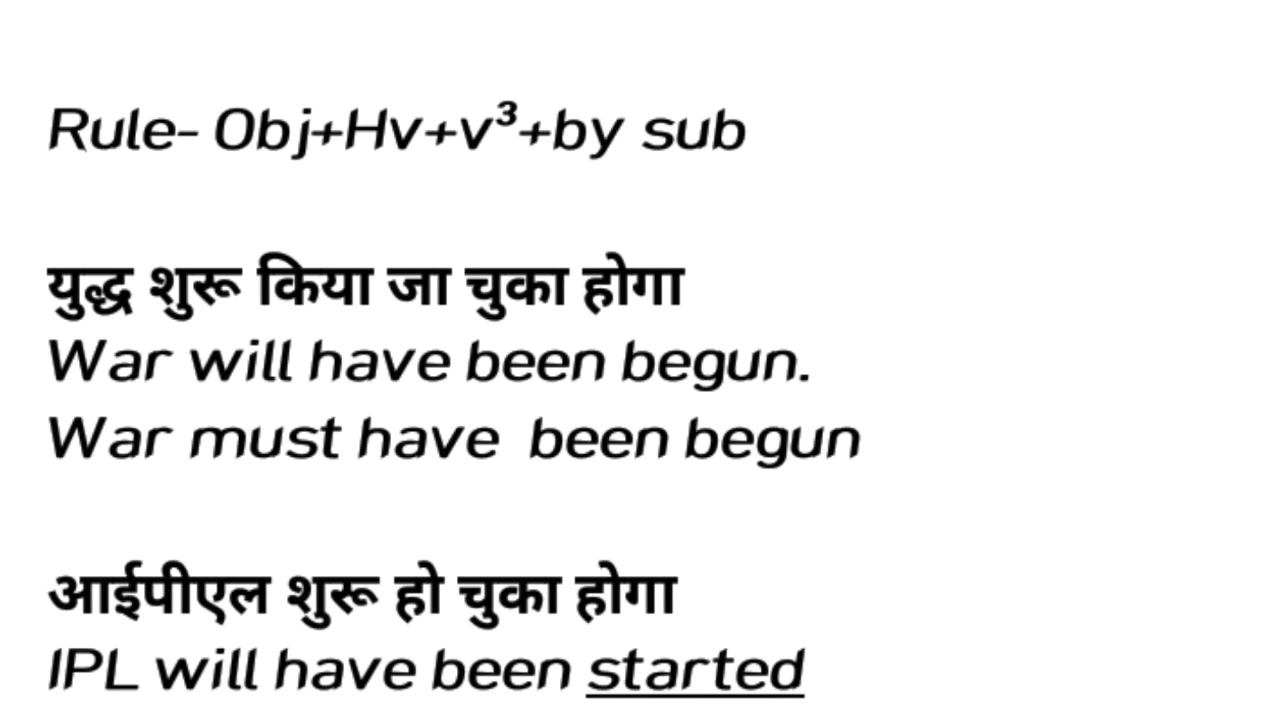 Rule- Obj+Hv+v³+by sub
युद्ध शुरू किया जा चुका होगा
War will have been begun.
War must have been begun
आईपीएल शुरू हो चुका होगा
IPL will have been started